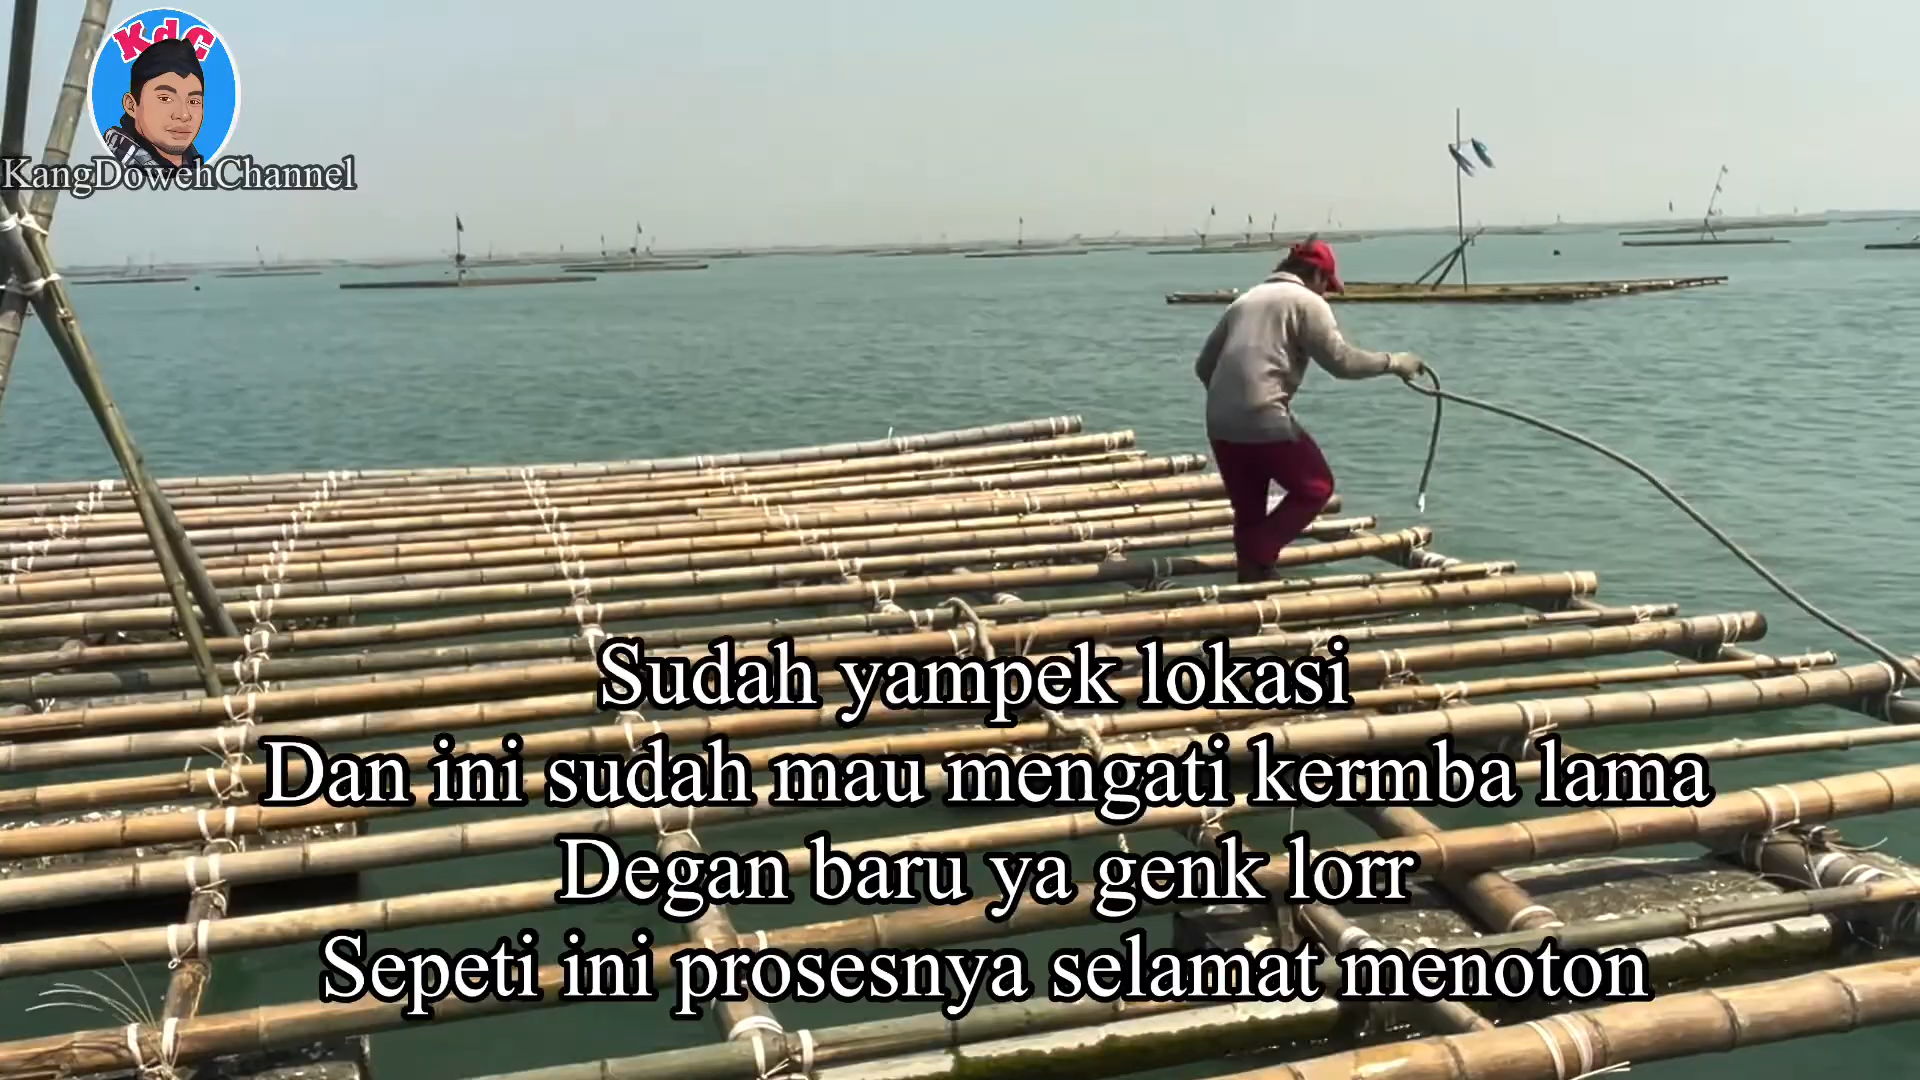 KdC
KangDowehChannel
Sudah yampek lokasi
Dan ini sudah mau mengati kermba lama
Degan baru ya genk lorr
Sepeti ini prosesnya selamat menoton